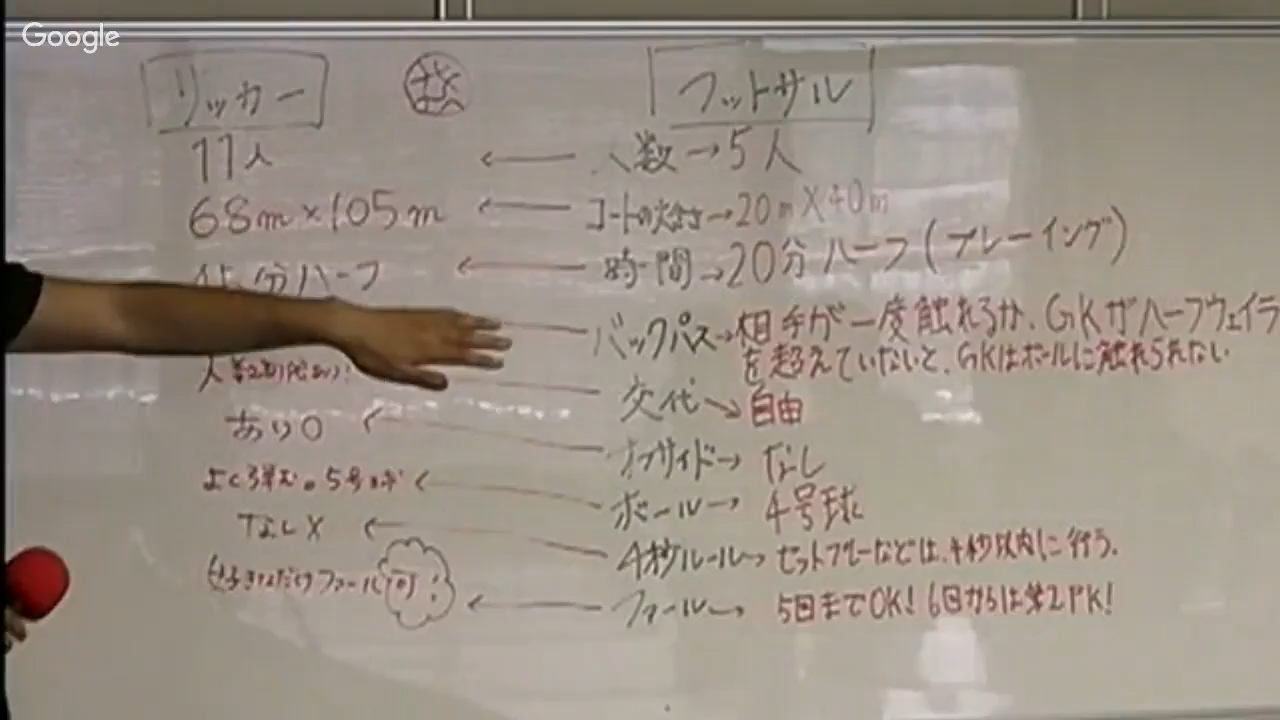 Google
サッカー フットサル
11人 ← 人数→5人
68m×105m ← コートの大きさ→20m×40m
45分ハーフ ← 時間→20分ハーフ(プレーイング)
バックパス→相手が一度触れるか、GKがハーフウェイラ
を超えていないと、GKはボールに触れられない
人 交代→自由
ありO ← オフサイド→なし
よく弾む。5号 ← ボール→4号球
なしX ← 4秒ルール→セットプレーなどは、4秒以内に行う.
好きなだけファール可! ← ファール→5回までOK!6回からは第2PK!